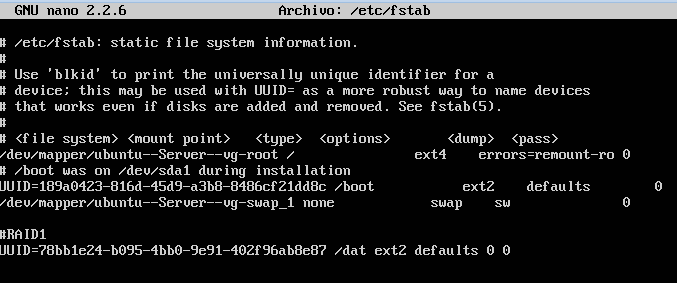 GNU nano 2.2.6 Archivo: /etc/fstab
# /etc/fstab: static file system information.
#
# Use 'blkid' to print the universally unique identifier for a
# device; this may be used with UUID= as a more robust way to name devices
# that works even if disks are added and removed. See fstab(5).
#
# <file system> <mount point>   <type>  <options>       <dump>  <pass>
/dev/mapper/ubuntu--Server--vg-root /               ext4    errors=remount-ro 0
# /boot was on /dev/sda1 during installation
UUID=189a0423-816d-45d9-a3b8-8486cf21dd8c /boot           ext2    defaults        0
/dev/mapper/ubuntu--Server--vg-swap_1 none            swap    sw              0
#RAID1
UUID=78bb1e24-b095-4bb0-9e91-402f96ab8e87 /dat ext2 defaults 0 0